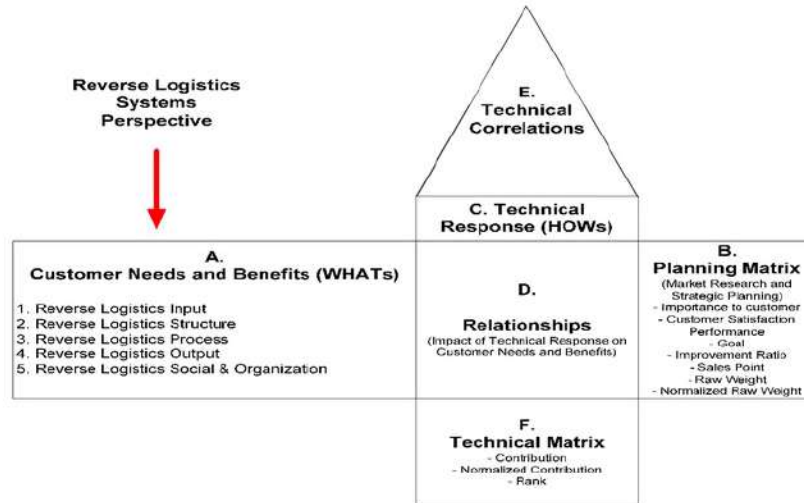 Reverse Logistics
Systems
Perspective
E.
Technical
Correlations
C. Technical
Response (HOWs)
A.
Customer Needs and Benefits (WHATs)
1. Reverse Logistics Input
2. Reverse Logistics Structure
3. Reverse Logistics Process
4. Reverse Logistics Output
5. Reverse Logistics Social & Organization
D.
Relationships
(Impact of Technical Response on
Customer Needs and Benefits)
B.
Planning Matrix
(Market Research and
Strategic Planning)
- Importance to customer
- Customer Satisfaction
Performance
- Goal
- Improvement Ratio
- Sales Point
- Raw Weight
- Normalized Raw Weight
F.
Technical Matrix
- Contribution
- Normalized Contribution
- Rank